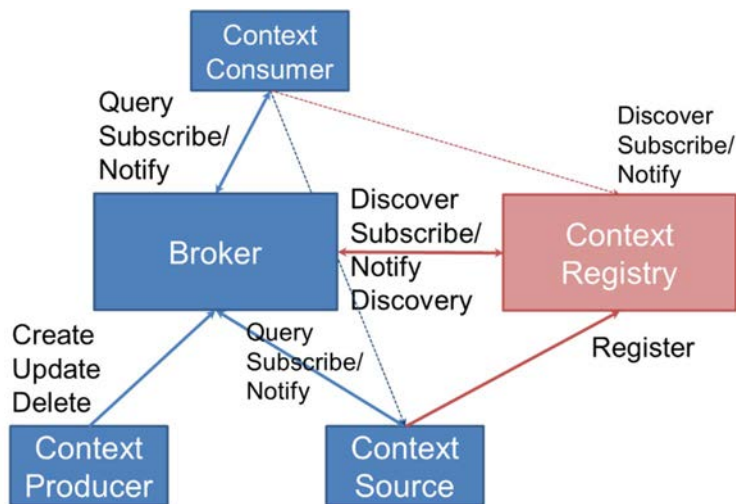 Context
Consumer
Query
Subscribe/
Notify
Discover
Subscribe/
Notify
Broker
Discover
Subscribe/
Notify
Discovery
Context
Registry
Create
Update
Delete
Query
Subscribe/
Notify
Register
Context
Producer
Context
Source